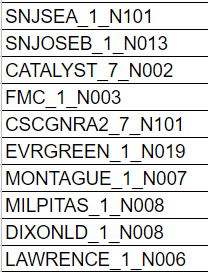 SNJSEA_1_N101
SNJOSEB_1_N013
CATALYST_7_N002
FMC_1_N003
CSCGNRA2_7_N101
EVRGREEN_1_N019
MONTAGUE_1_N007
MILPITAS_1_N008
DIXONLD_1_N008
LAWRENCE_1_N006